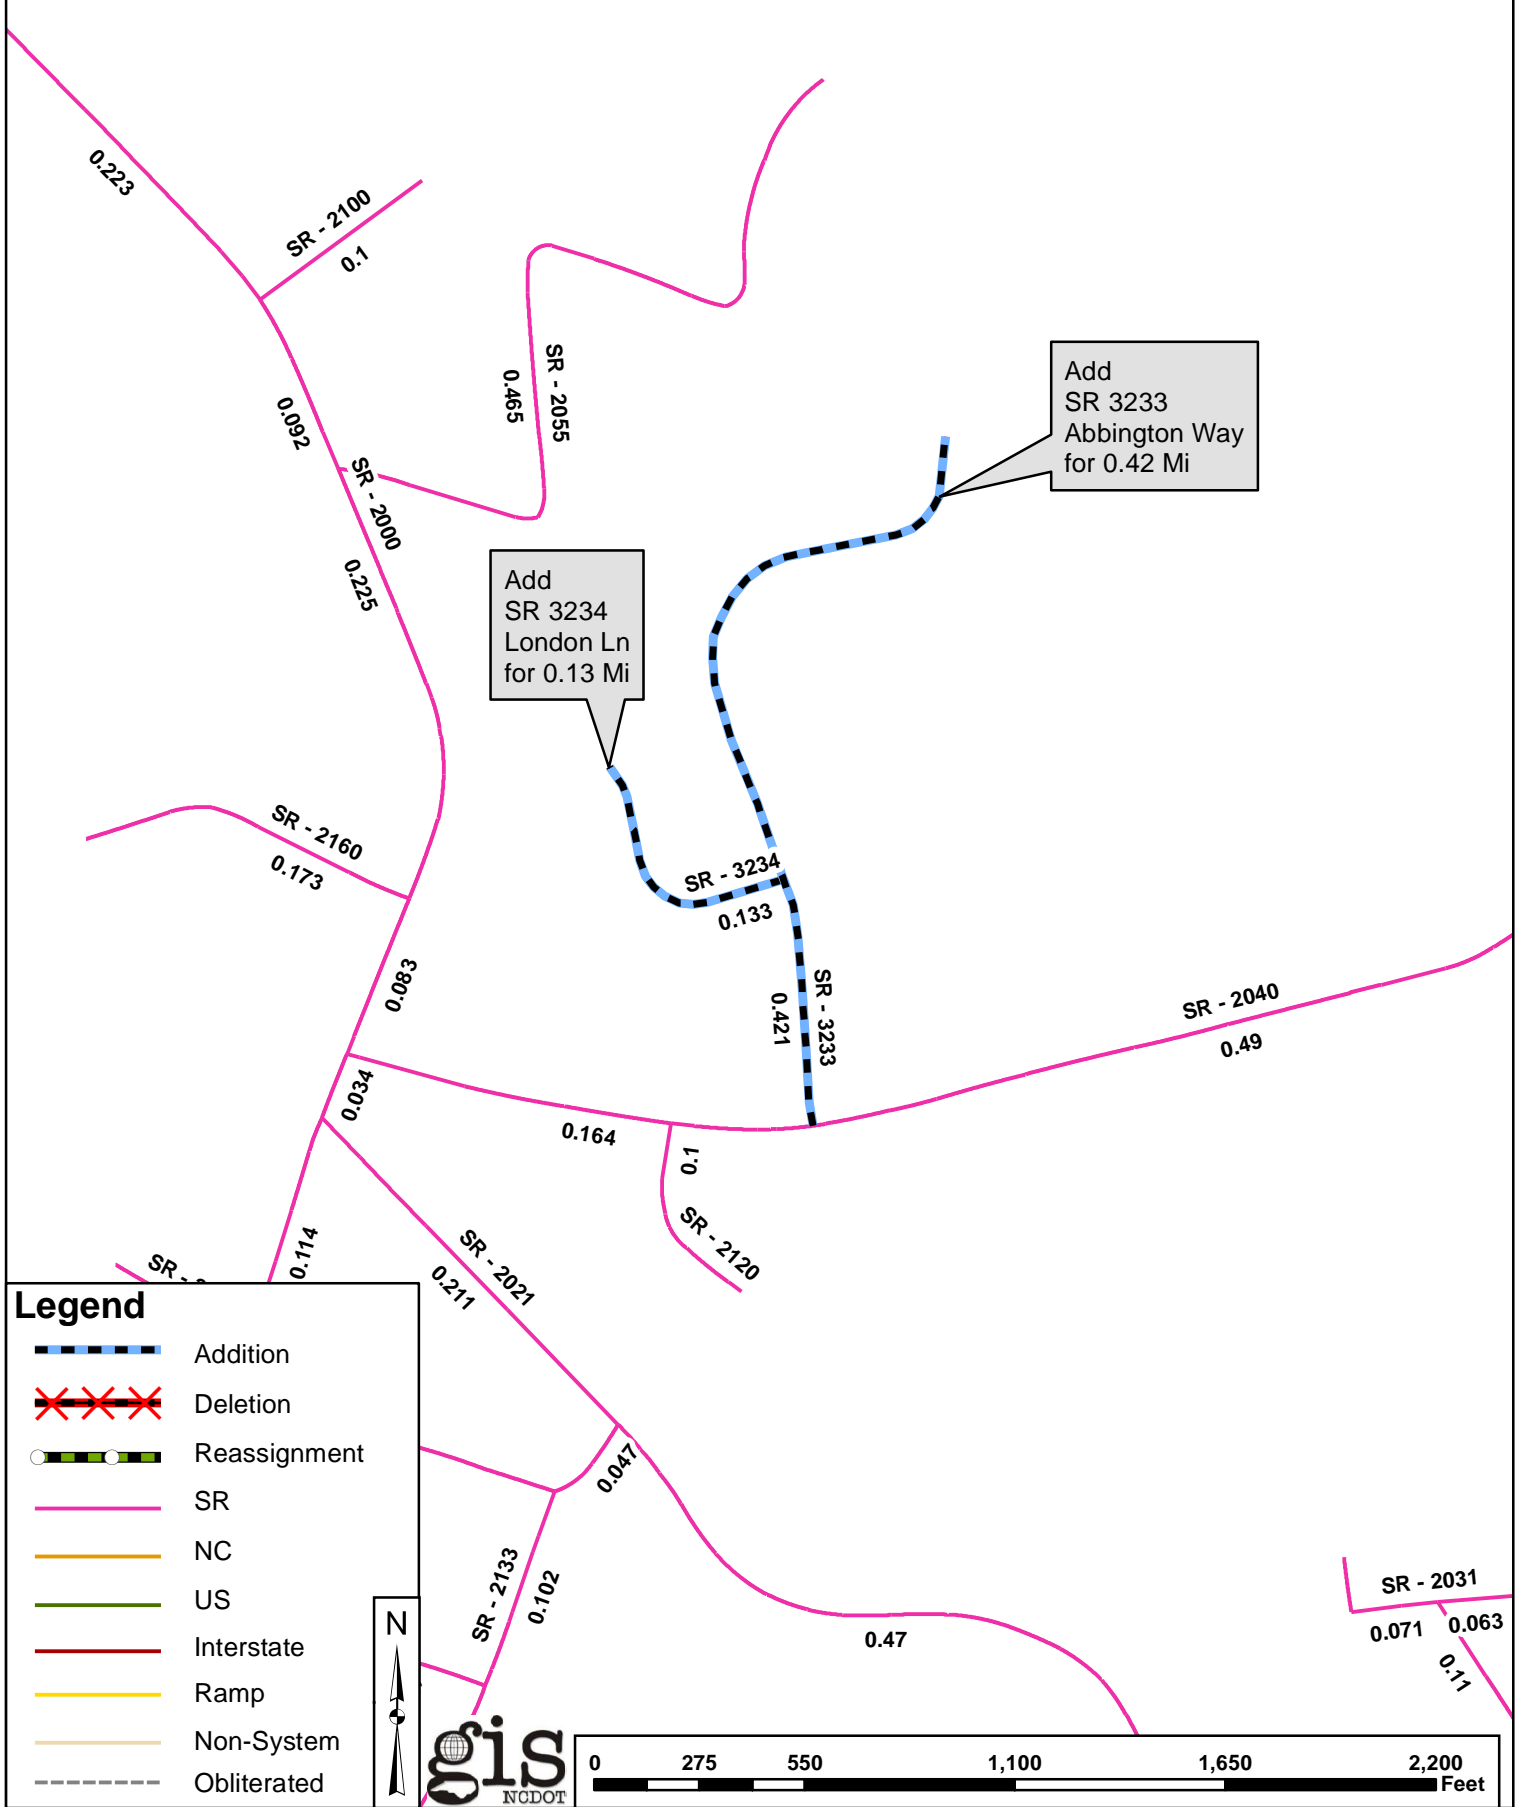 0.223
SR - 2100
0.1
SR - 2055
0.465
0.092
SR - 2000
0.225
Add
SR 3233
Abbington Way
for 0.42 Mi
Add
SR 3234
London Ln
for 0.13 Mi
SR - 2160
0.173
SR - 3234
0.133
0.083
SR - 3233
0.421
SR - 2040
0.49
0.034
0.164
0.1
SR - 2120
0.114
SR -
SR - 2021
0.211
0.047
SR - 2133
0.102
0.47
SR - 2031
0.071
0.063
0.11
Legend
Addition
Deletion
Reassignment
SR
NC
US
Interstate
Ramp
Non-System
Obliterated
N
gis
NCDOT
0 275 550 1,100 1,650 2,200
Feet